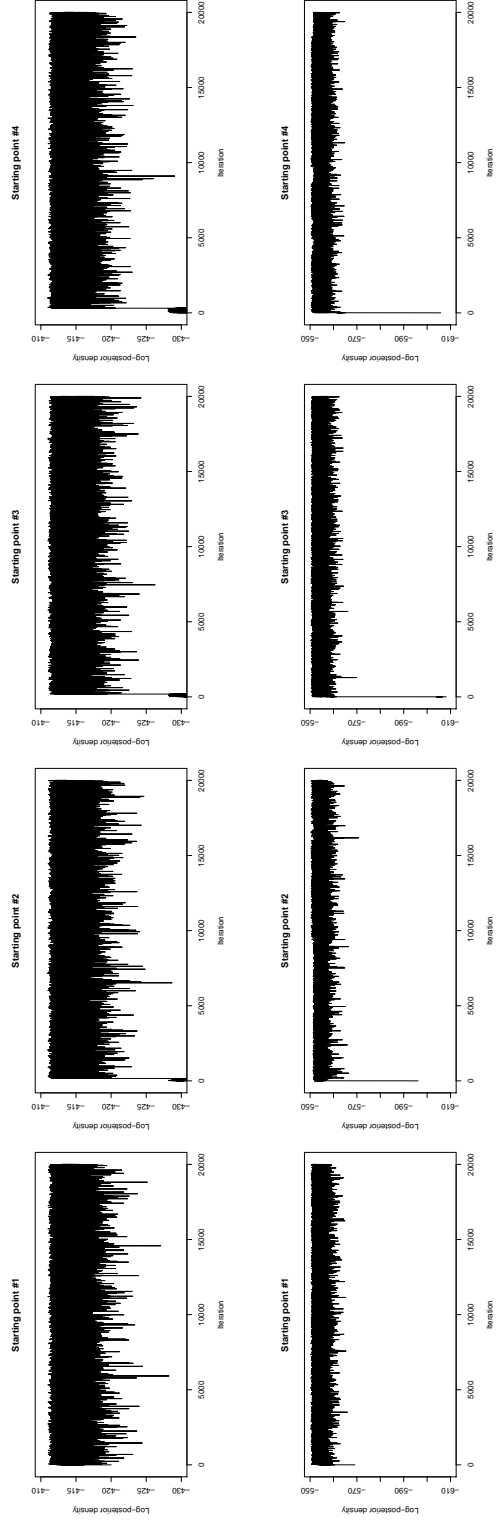 Starting point #1
Log−posterior density
−410
−415
−420
−425
−430
0 5000 10000 15000 20000
Iteration
Starting point #2
Log−posterior density
−410
−415
−420
−425
−430
0 5000 10000 15000 20000
Iteration
Starting point #3
Log−posterior density
−410
−415
−420
−425
−430
0 5000 10000 15000 20000
Iteration
Starting point #4
Log−posterior density
−410
−415
−420
−425
−430
0 5000 10000 15000 20000
Iteration
Starting point #1
Log−posterior density
−550
−570
−590
−610
0 5000 10000 15000 20000
Iteration
Starting point #2
Log−posterior density
−550
−570
−590
−610
0 5000 10000 15000 20000
Iteration
Starting point #3
Log−posterior density
−550
−570
−590
−610
0 5000 10000 15000 20000
Iteration
Starting point #4
Log−posterior density
−550
−570
−590
−610
0 5000 10000 15000 20000
Iteration